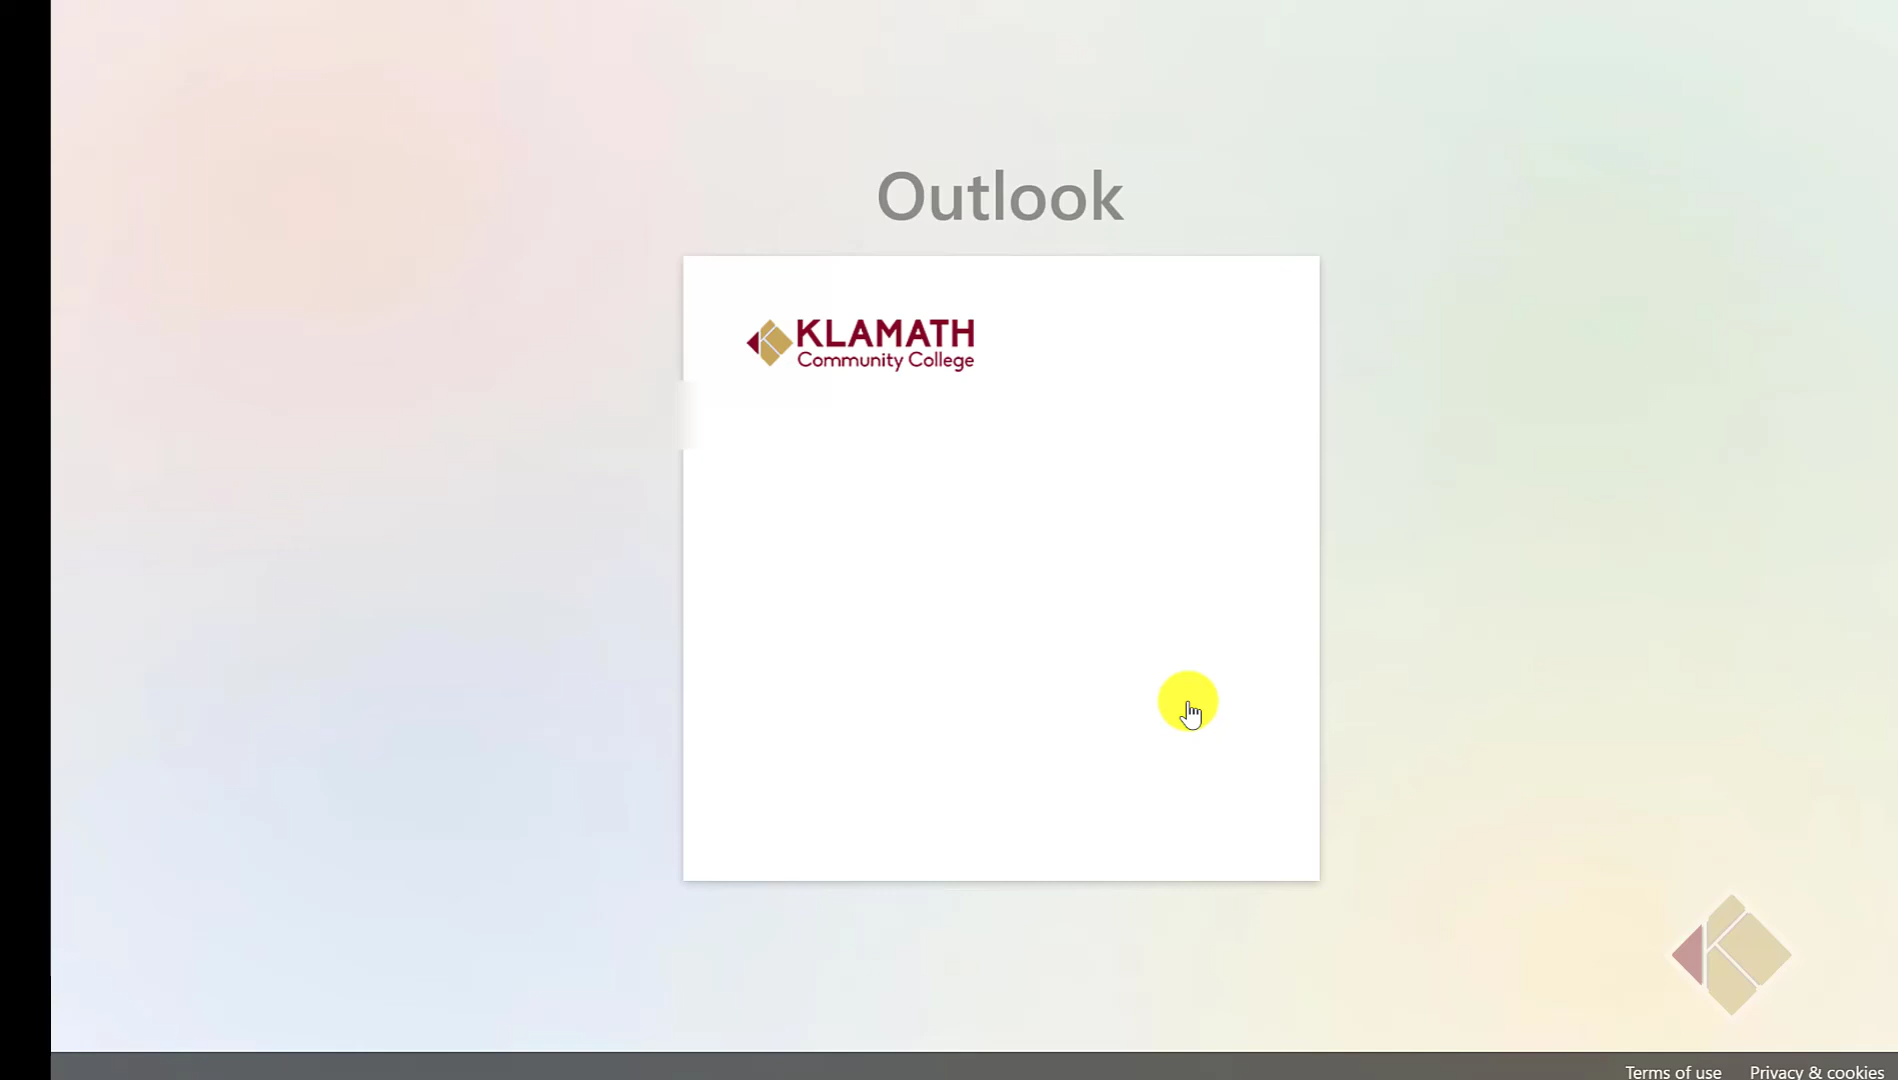 Outlook
KLAMATH
Community College
Terms of use
Privacy & cookies